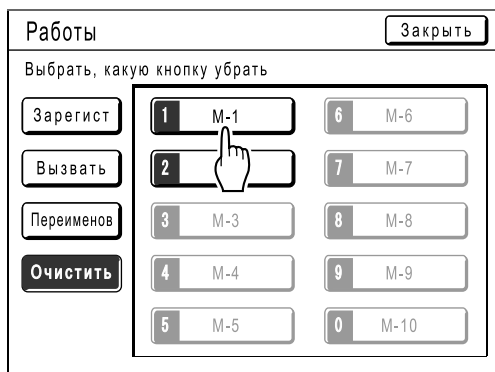 Работы Закрыть
Выбрать, какую кнопку убрать
Зарегист 1 М-1 6 М-6
Вызвать 2 7 М-7
Переименов 3 М-3 8 М-8
Очистить 4 М-4 9 М-9
5 М-5 0 М-10